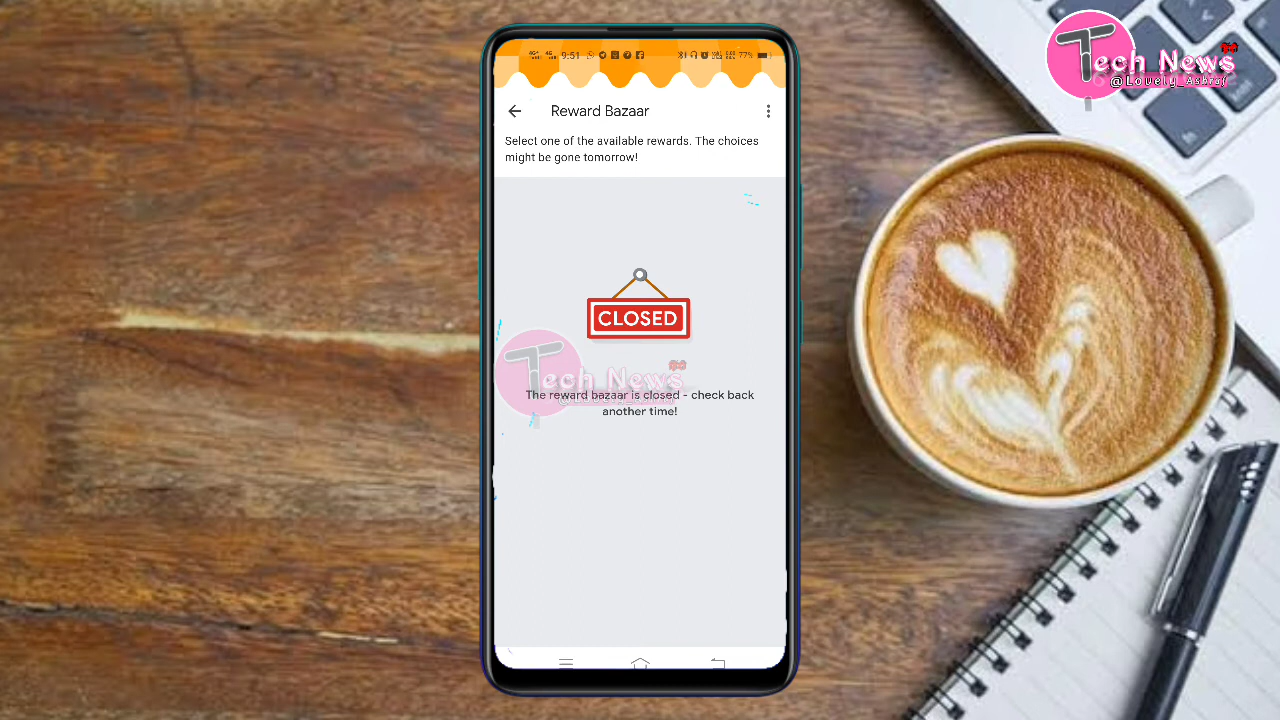 9:51
77%
Reward Bazaar
Select one of the available rewards. The choices
might be gone tomorrow!
CLOSED
Tech News
The reward bazaar is closed - check back
another time!
Tech News
@Lovely_Ashraf